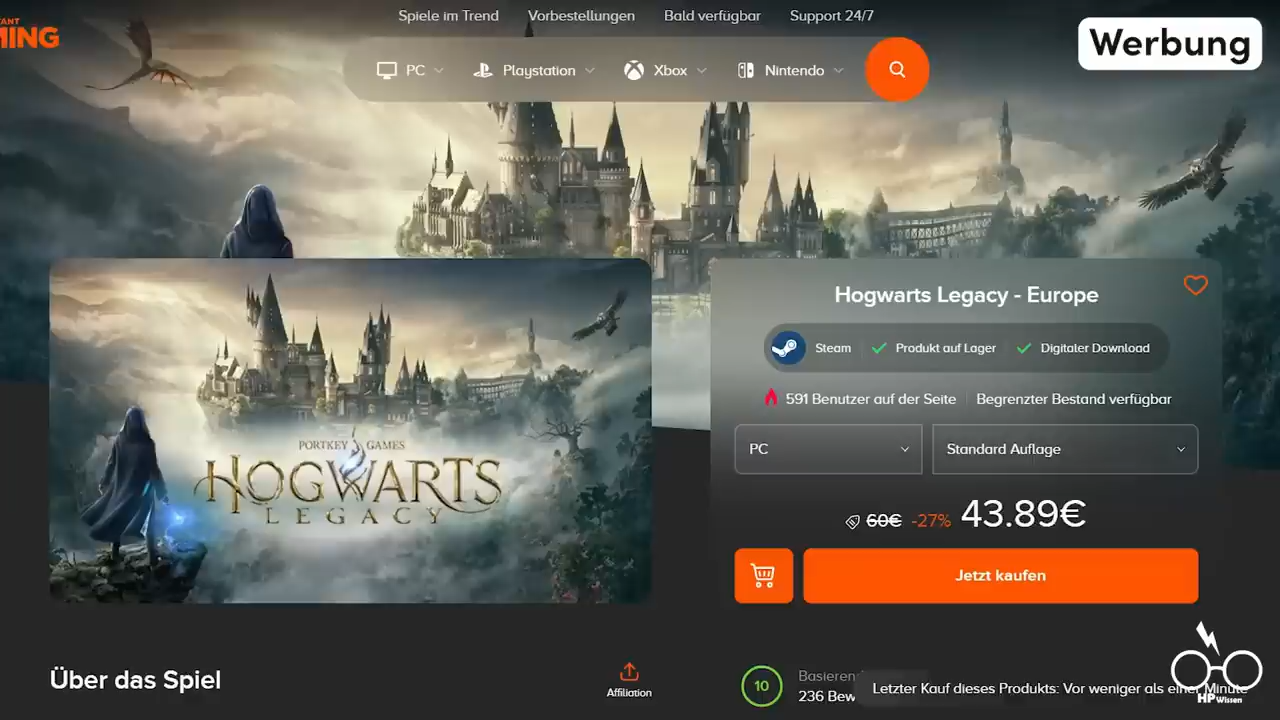 Spiele im Trend Vorbestellungen Bald verfügbar Support 24/7
Werbung
PC Playstation Xbox Nintendo
Hogwarts Legacy - Europe
Steam Produkt auf Lager Digitaler Download
591 Benutzer auf der Seite Begrenzter Bestand verfügbar
PC Standard Auflage
60€ -27% 43.89€
Jetzt kaufen
PORTKEY GAMES
HOGWARTS
LEGACY
Über das Spiel
Affiliation
10
236
Letzter Kauf dieses Produkts: Vor weniger als einer Minute
HP Wissen